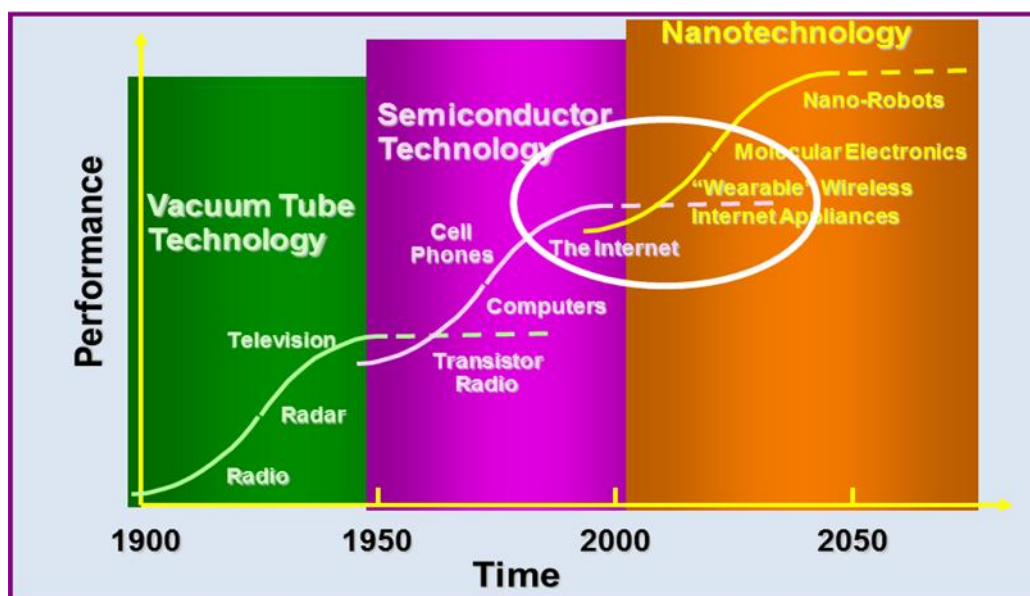 Nanotechnology
Nano-Robots
Semiconductor
Technology
Molecular Electronics
"Wearable" Wireless
Internet Appliances
Vacuum Tube
Technology
Cell
Phones
The Internet
Computers
Television
Transistor
Radio
Radar
Radio
Performance
1900
1950
2000
2050
Time